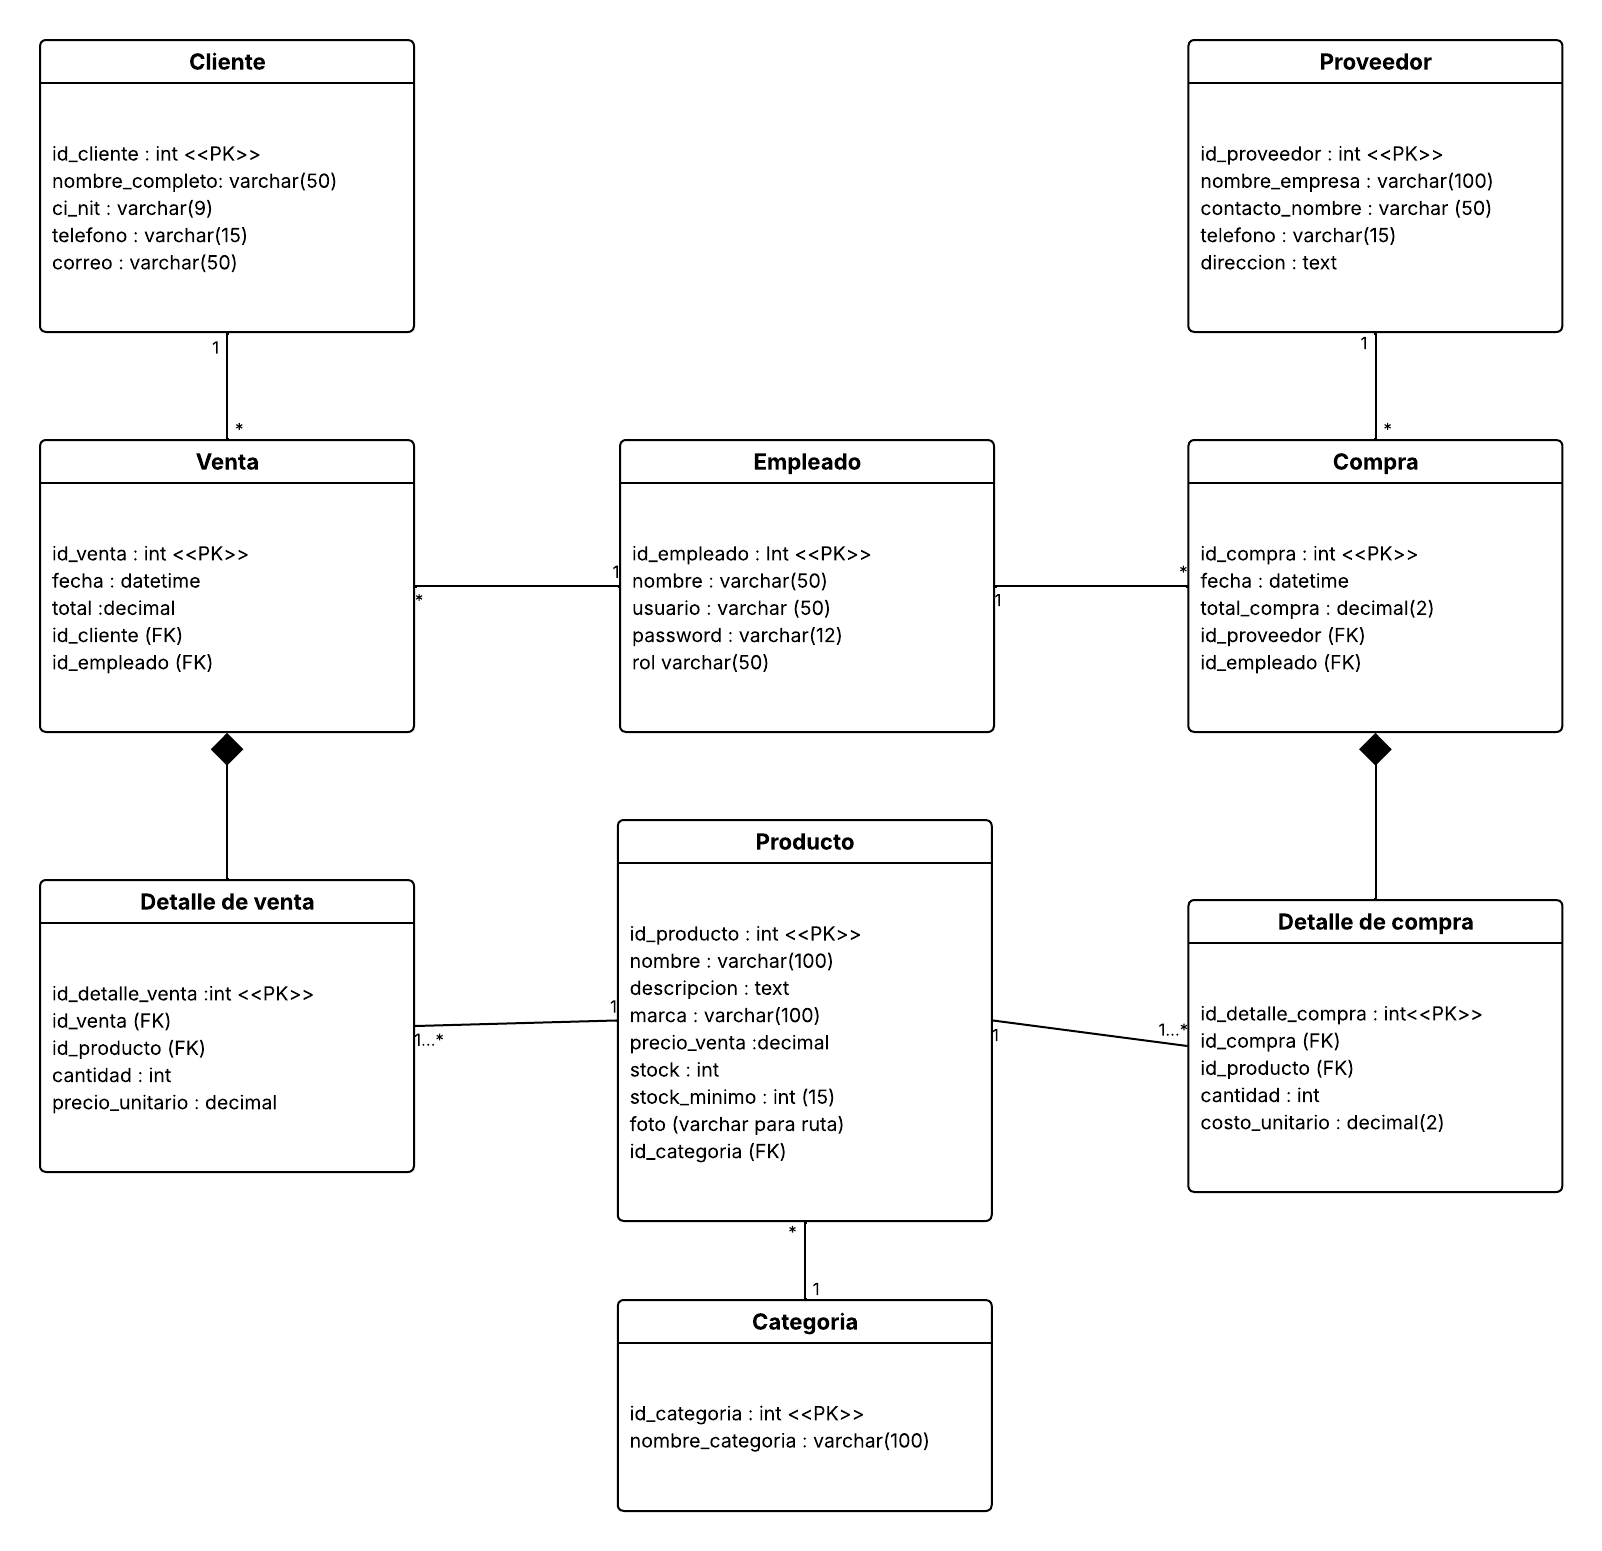 Cliente
id_cliente : int <<PK>>
nombre_completo: varchar(50)
ci_nit : varchar(9)
telefono : varchar(15)
correo : varchar(50)
Proveedor
id_proveedor : int <<PK>>
nombre_empresa : varchar(100)
contacto_nombre : varchar (50)
telefono : varchar(15)
direccion : text
1
*
1
*
Venta
id_venta : int <<PK>>
fecha : datetime
total :decimal
id_cliente (FK)
id_empleado (FK)
*
1
Empleado
id_empleado : Int <<PK>>
nombre : varchar(50)
usuario : varchar (50)
password : varchar(12)
rol varchar(50)
1
*
Compra
id_compra : int <<PK>>
fecha : datetime
total_compra : decimal(2)
id_proveedor (FK)
id_empleado (FK)
Detalle de venta
id_detalle_venta :int <<PK>>
id_venta (FK)
id_producto (FK)
cantidad : int
precio_unitario : decimal
1...*
1
Producto
id_producto : int <<PK>>
nombre : varchar(100)
descripcion : text
marca : varchar(100)
precio_venta :decimal
stock : int
stock_minimo : int (15)
foto (varchar para ruta)
id_categoria (FK)
1
1...*
Detalle de compra
id_detalle_compra : int<<PK>>
id_compra (FK)
id_producto (FK)
cantidad : int
costo_unitario : decimal(2)
*
1
Categoria
id_categoria : int <<PK>>
nombre_categoria : varchar(100)